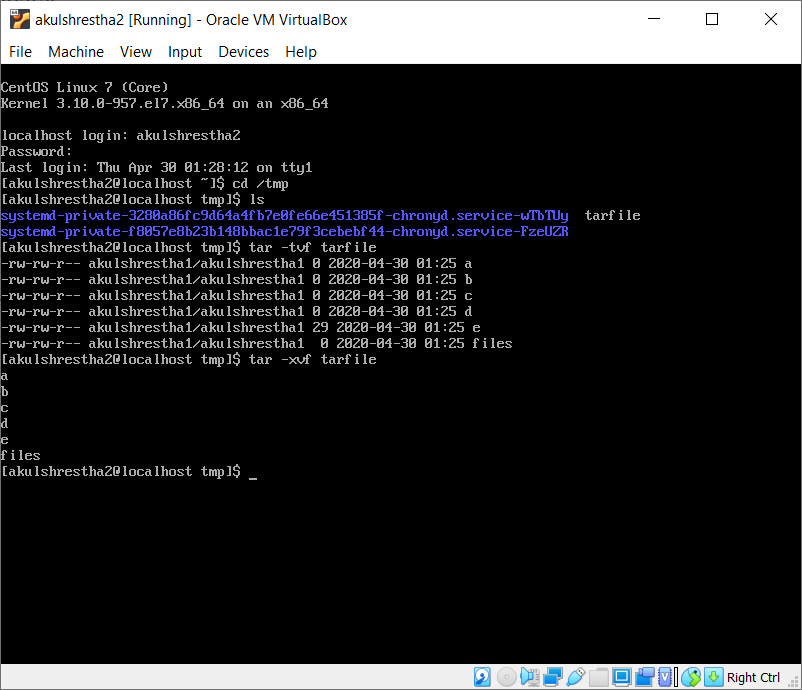 akulshrestha2 [Running] - Oracle VM VirtualBox
File Machine View Input Devices Help
CentOS Linux 7 (Core)
Kernel 3.10.0-957.el7.x86_64 on an x86_64
localhost login: akulshrestha2
Password:
Last login: Thu Apr 30 01:28:12 on tty1
[akulshrestha2@localhost ~]$ cd /tmp
[akulshrestha2@localhost tmp]$ ls
systemd-private-3280a86fc9d64a4fb7e0fe66e451385f-chronyd.service-wTbTUy tarfile
systemd-private-f8057e8b23b148bbac1e79f3cebebf44-chronyd.service-FzeUZR
[akulshrestha2@localhost tmp]$ tar -tvf tarfile
-rw-rw-r-- akulshrestha1/akulshrestha1 0 2020-04-30 01:25 a
-rw-rw-r-- akulshrestha1/akulshrestha1 0 2020-04-30 01:25 b
-rw-rw-r-- akulshrestha1/akulshrestha1 0 2020-04-30 01:25 c
-rw-rw-r-- akulshrestha1/akulshrestha1 0 2020-04-30 01:25 d
-rw-rw-r-- akulshrestha1/akulshrestha1 29 2020-04-30 01:25 e
-rw-rw-r-- akulshrestha1/akulshrestha1  0 2020-04-30 01:25 files
[akulshrestha2@localhost tmp]$ tar -xvf tarfile
a
b
c
d
e
files
[akulshrestha2@localhost tmp]$ _
Right Ctrl